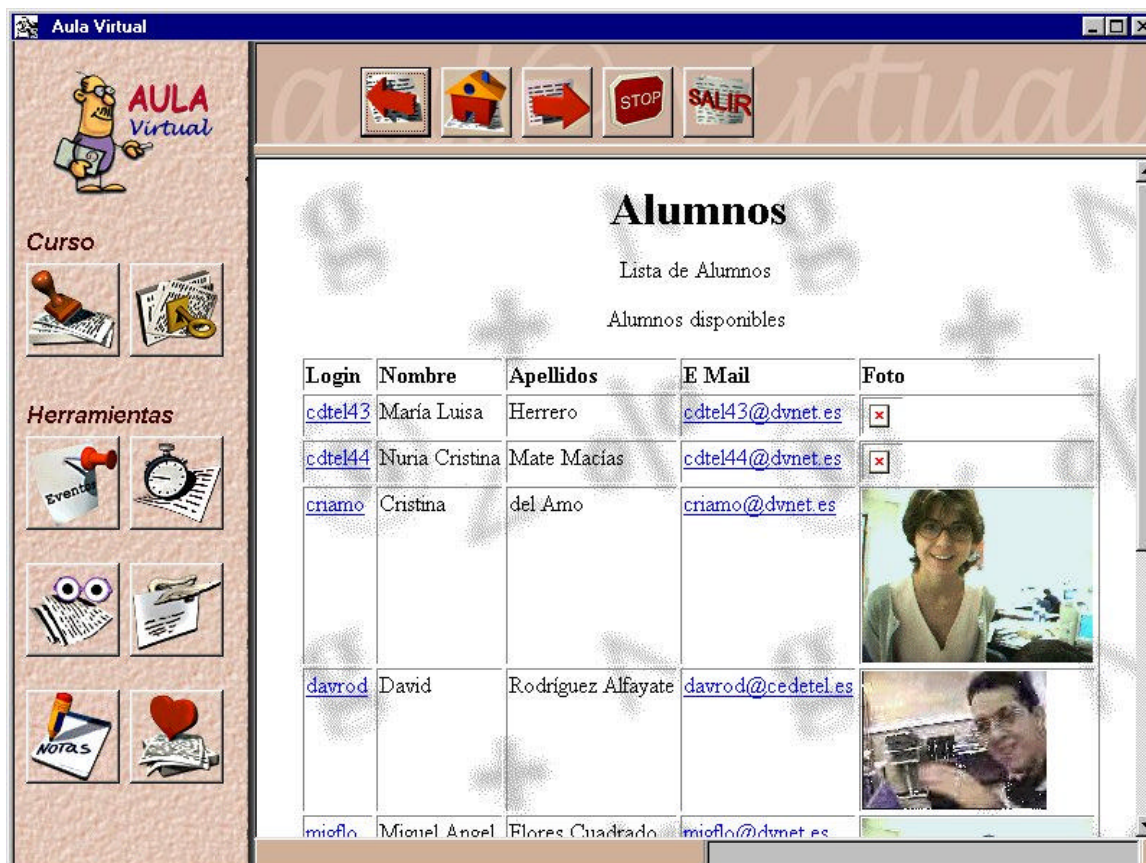 Aula Virtual
AULA
Virtual
STOP
SALIR
Curso
Herramientas
Eventos
NOTAS
Alumnos
Lista de Alumnos
Alumnos disponibles
Login Nombre Apellidos E Mail Foto
cdtel43 María Luisa Herrero cdtel43@dvnet.es
cdtel44 Nuria Cristina Mate Macías cdtel44@dvnet.es
criamo Cristina del Amo criamo@dvnet.es
davrod David Rodríguez Alfayate davrod@cedetel.es
migflo Miguel Angel Flores Cuadrado migflo@dvnet.es